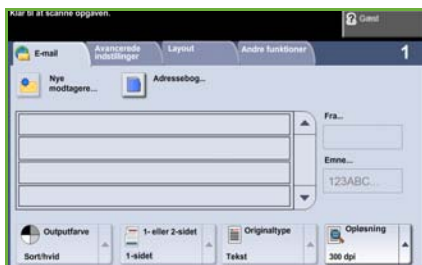 Klar til at scanne opgaven.
Gæst
E-mail
Avancerede indstillinger
Layout
Andre funktioner
1
Nye modtagere...
Adressebog...
Fra...
Emne...
123ABC...
Outputfarve
Sort/hvid
1- eller 2-sidet
1-sidet
Originaltype
Tekst
Opløsning
300 dpi